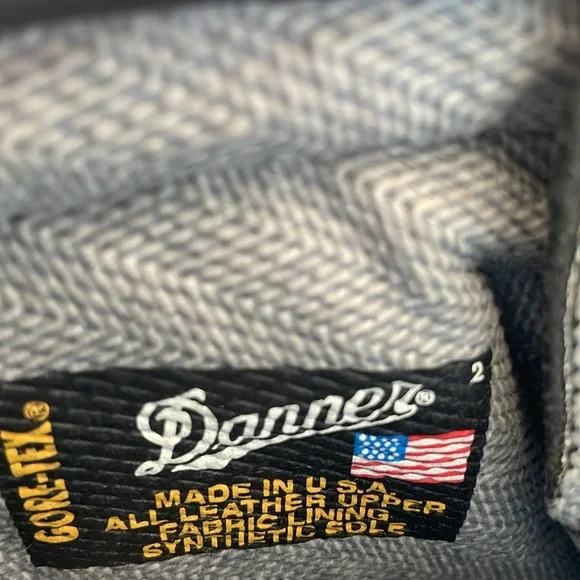 Danner®
2
GORE-TEX®
MADE IN U.S.A
ALL LEATHER UPPER
FABRIC LINING
SYNTHETIC SOLE